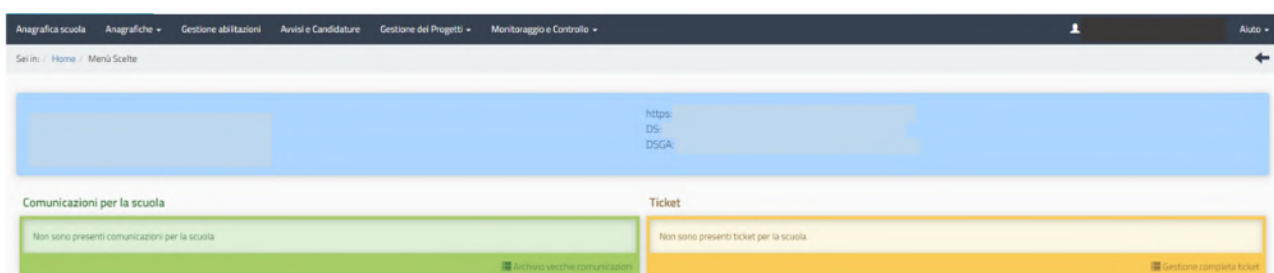 Anagrafica scuola Anagrafiche Gestione abilitazioni Avvisi e Candidature Gestione dei Progetti Monitoraggio e Controllo Aiuto
Sei in: / Home / Menù Scelte
https:
DS:
DSGA:
Comunicazioni per la scuola
Non sono presenti comunicazioni per la scuola
Archivio vecchie comunicazioni
Ticket
Non sono presenti ticket per la scuola
Gestione completa ticket